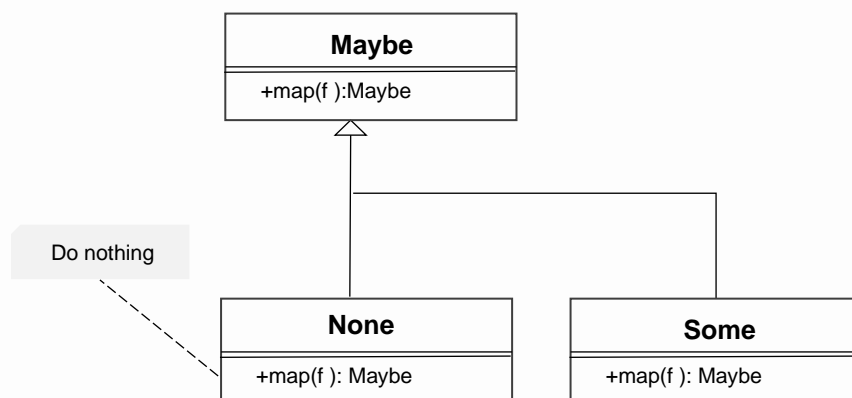 Maybe
+map(f ):Maybe
Do nothing
None
+map(f ): Maybe
Some
+map(f ): Maybe